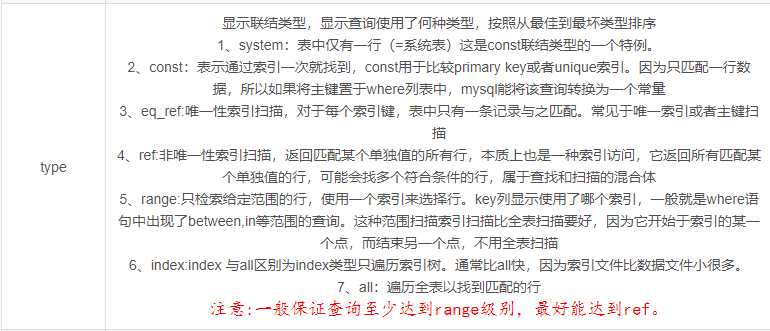 type
显示联结类型，显示查询使用了何种类型，按照从最佳到最坏类型排序
1、system：表中仅有一行（=系统表）这是const联结类型的一个特例。
2、const：表示通过索引一次就找到，const用于比较primary key或者unique索引。因为只匹配一行数
据，所以如果将主键置于where列表中，mysql能将该查询转换为一个常量
3、eq_ref:唯一性索引扫描，对于每个索引键，表中只有一条记录与之匹配。常见于唯一索引或者主键扫
描
4、ref:非唯一性索引扫描，返回匹配某个单独值的所有行，本质上也是一种索引访问，它返回所有匹配某
个单独值的行，可能会找多个符合条件的行，属于查找和扫描的混合体
5、range:只检索给定范围的行，使用一个索引来选择行。key列显示使用了哪个索引，一般就是where语
句中出现了between,in等范围的查询。这种范围扫描索引扫描比全表扫描要好，因为它开始于索引的某一
个点，而结束另一个点，不用全表扫描
6、index:index 与all区别为index类型只遍历索引树。通常比all快，因为索引文件比数据文件小很多。
7、all：遍历全表以找到匹配的行
注意:一般保证查询至少达到range级别，最好能达到ref。